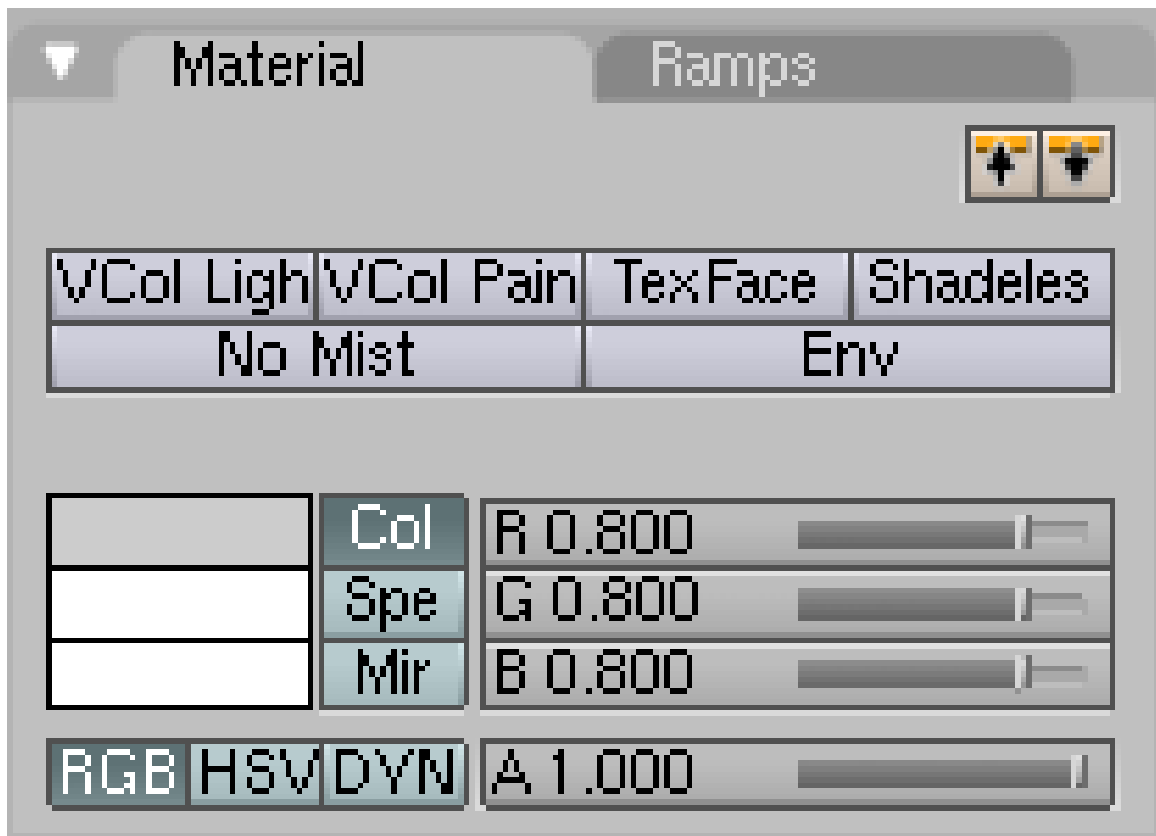 Material Ramps
VCol Ligh VCol Pain TexFace Shadeles
No Mist Env
Col R 0.800
Spe G 0.800
Mir B 0.800
RGB HSV DYN A 1.000